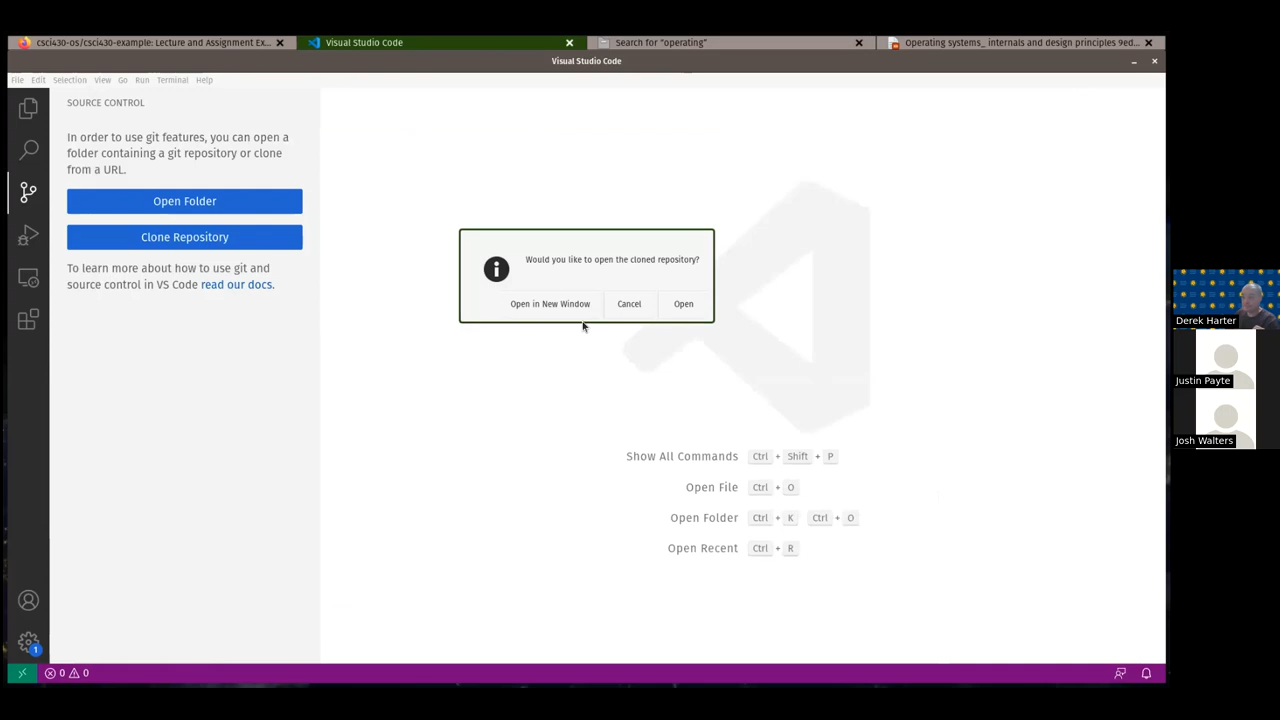 csci430-os/csci430-example: Lecture and Assignment Ex...
Visual Studio Code
Search for "operating"
Operating systems_ internals and design principles 9ed...
Visual Studio Code
File Edit Selection View Go Run Terminal Help
SOURCE CONTROL
In order to use git features, you can open a
folder containing a git repository or clone
from a URL.
Open Folder
Clone Repository
To learn more about how to use git and
source control in VS Code read our docs.
Would you like to open the cloned repository?
Open in New Window Cancel Open
Show All Commands Ctrl + Shift + P
Open File Ctrl + O
Open Folder Ctrl + K Ctrl + O
Open Recent Ctrl + R
Derek Harter
Justin Payte
Josh Walters
1
0 0